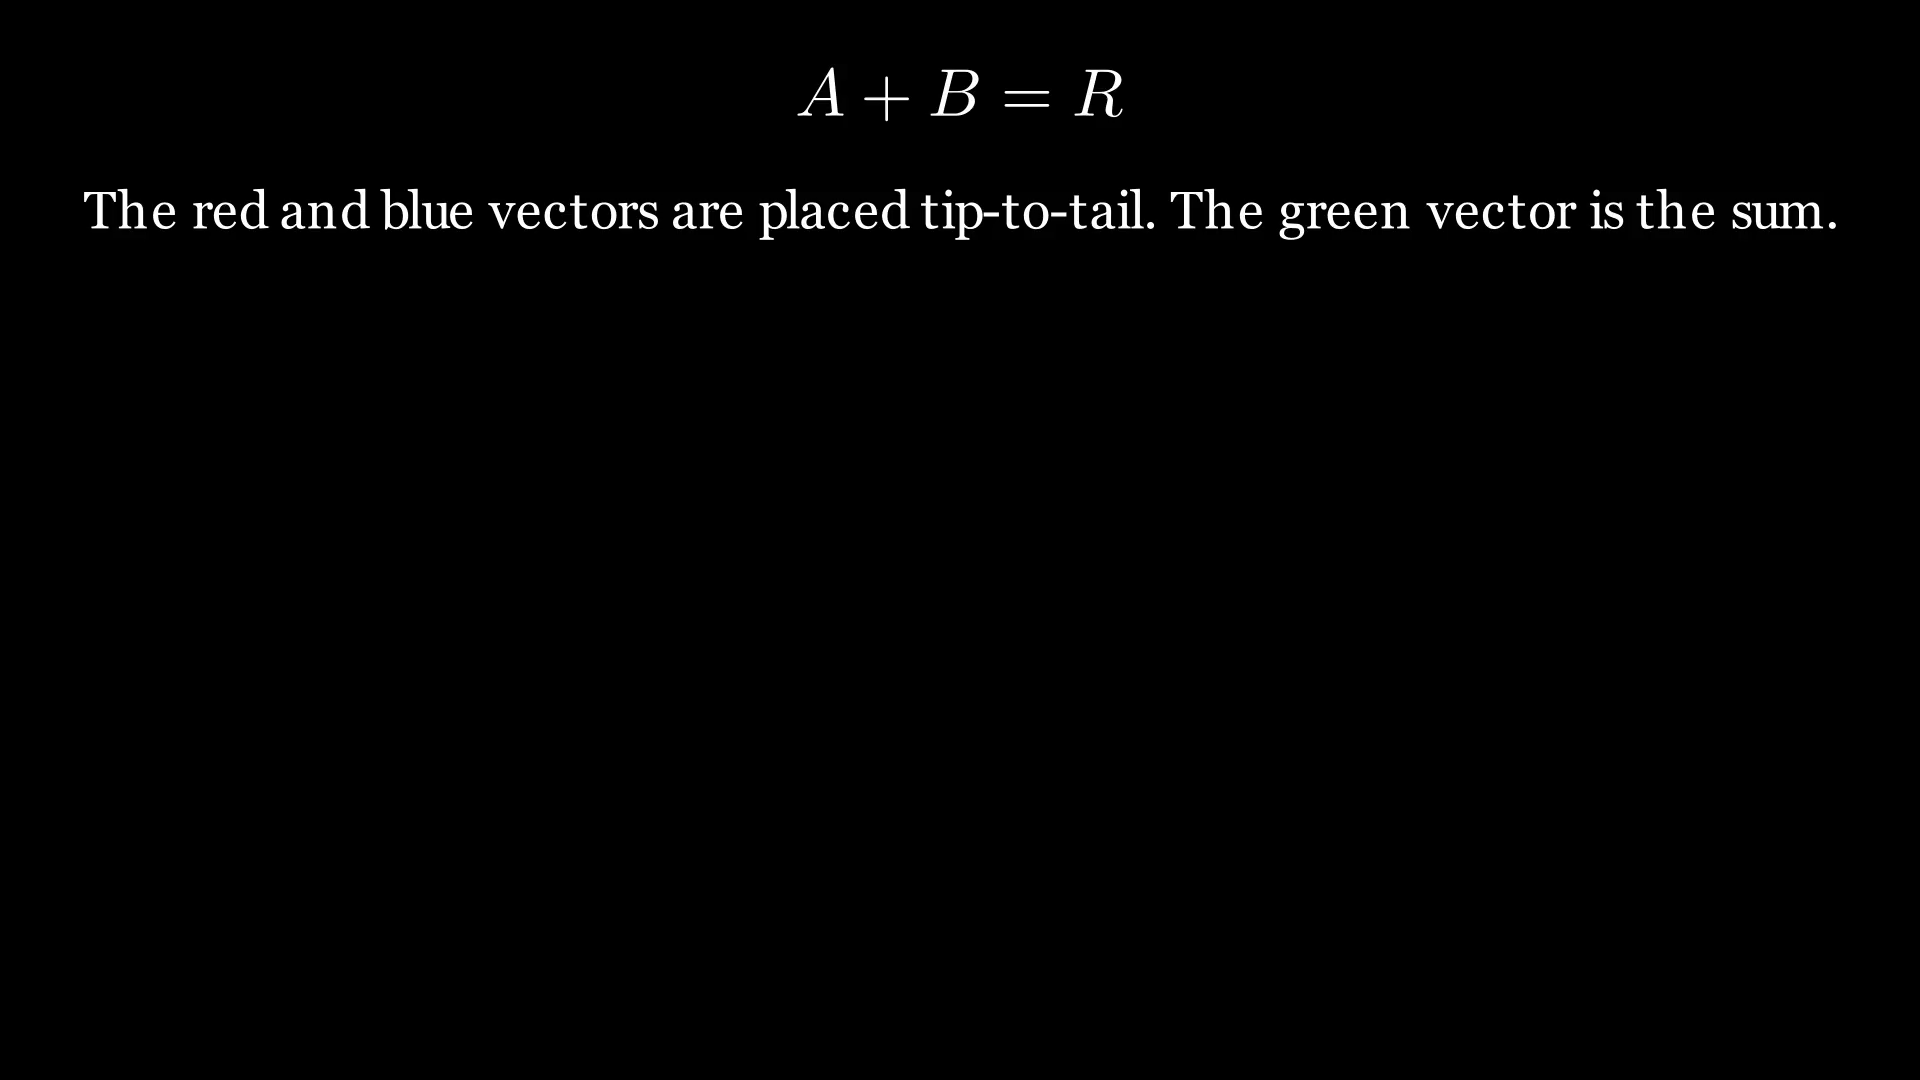 A + B = R
The red and blue vectors are placed tip-to-tail. The green vector is the sum.